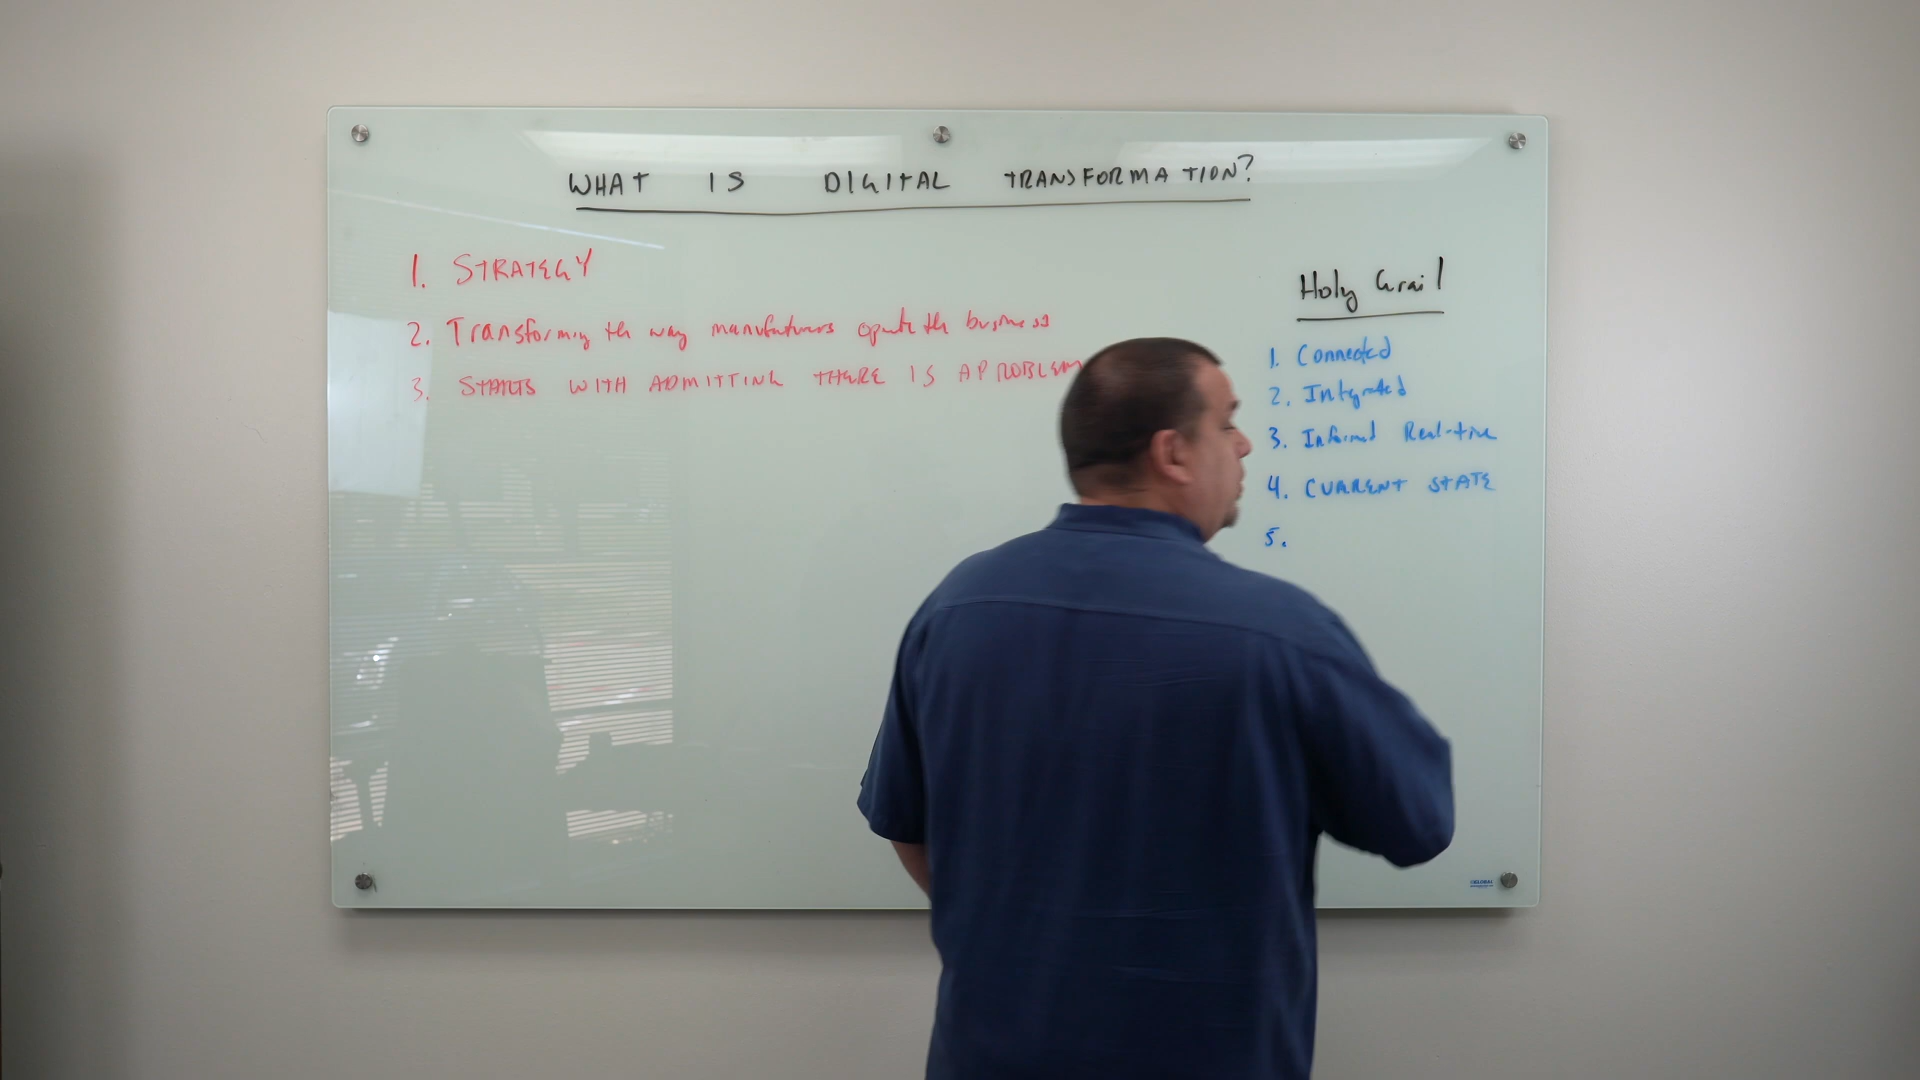 WHAT IS DIGITAL TRANSFORMATION?
1. STRATEGY
2. Transforming the way manufacturers operate the business
3. STARTS WITH ADMITTING THERE IS A PROBLEM
Holy Grail
1. Connected
2. Integrated
3. Informed Real-time
4. CURRENT STATE
5.
GLOBAL